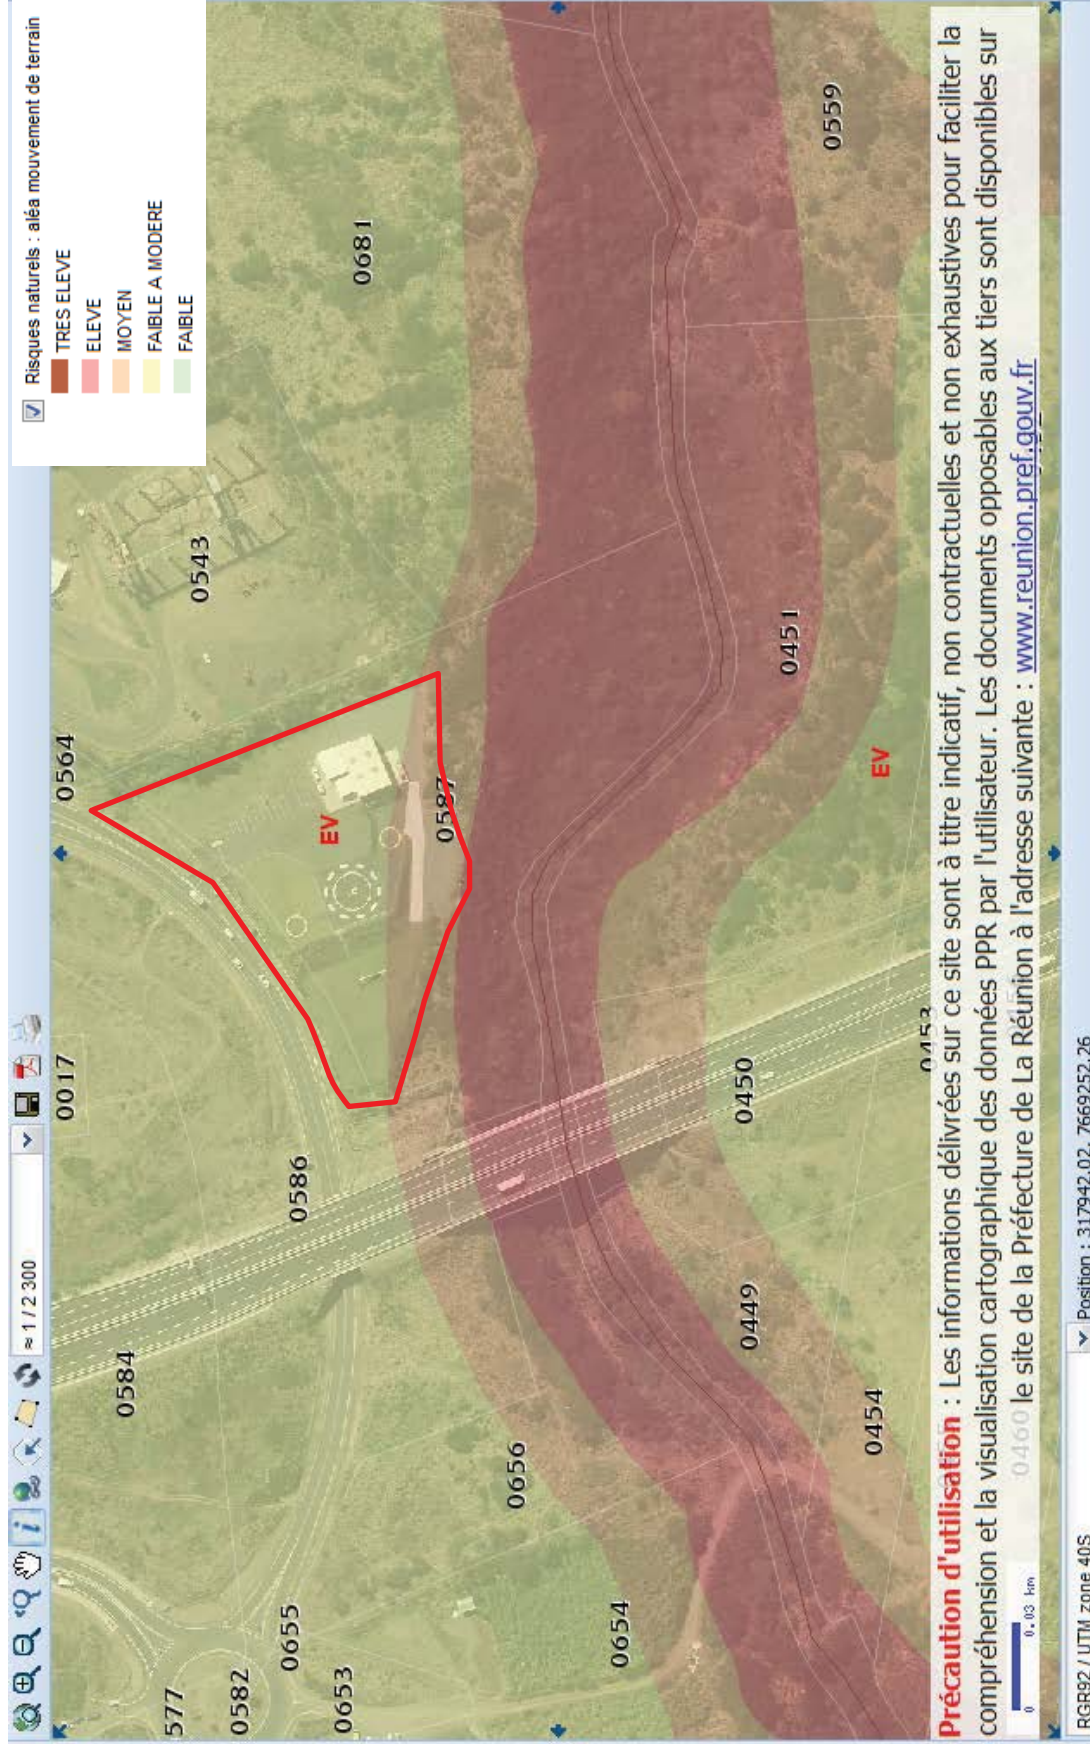 ≈ 1 / 2 300
Risques naturels : aléa mouvement de terrain
TRES ELEVE
ELEVE
MOYEN
FAIBLE A MODERE
FAIBLE
0017
0564
0584
577
0543
0582
0586
0655
EV
0653
0681
0587
0656
0654
0449
0450
0451
0559
0454
EV
0453
Précaution d'utilisation : Les informations délivrées sur ce site sont à titre indicatif, non contractuelles et non exhaustives pour faciliter la
compréhension et la visualisation cartographique des données PPR par l'utilisateur. Les documents opposables aux tiers sont disponibles sur
0460 le site de la Préfecture de La Réunion à l'adresse suivante : www.reunion.pref.gouv.fr
0 0.03 km
RGR92 / UTM zone 40S
Position : 317942.02, 7669252.26